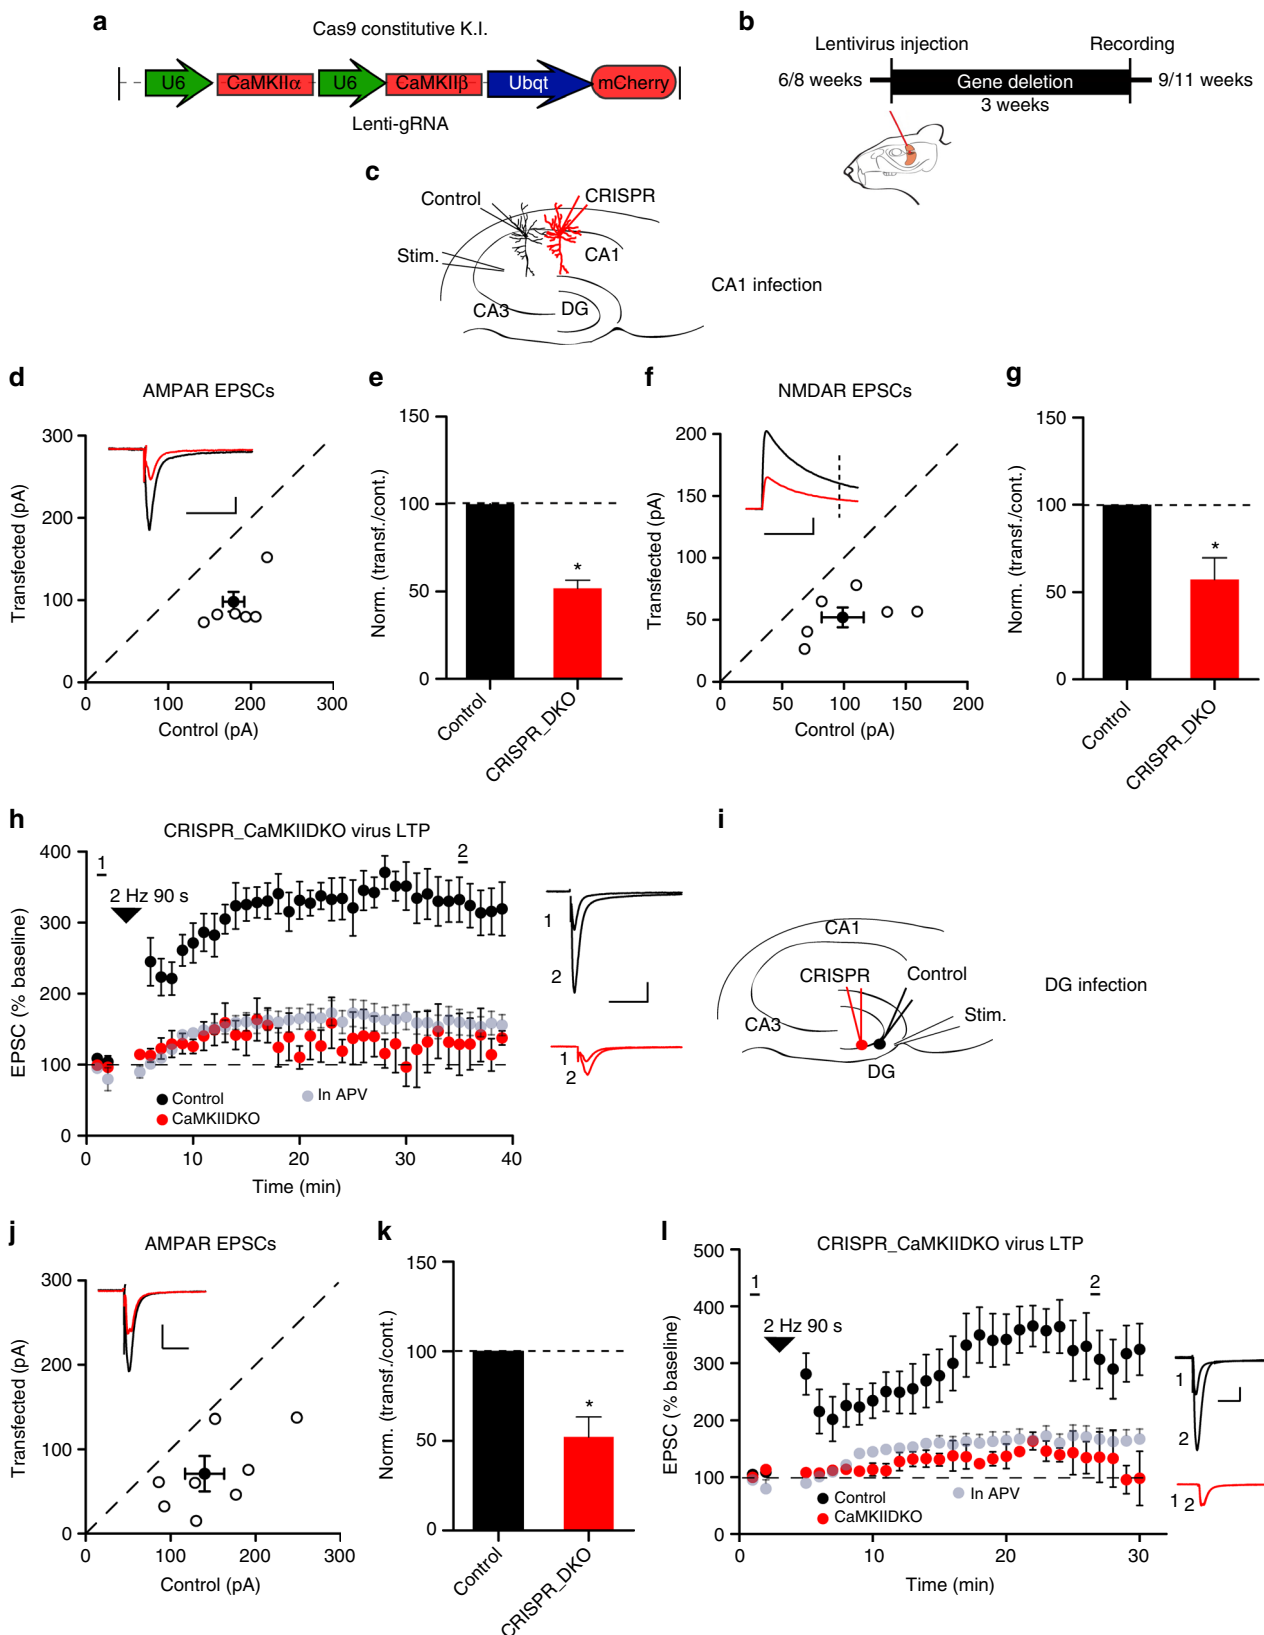 a
Cas9 constitutive K.I.
U6
CaMKIIα
U6
CaMKIIβ
Ubqt
mCherry
Lenti-gRNA
b
Lentivirus injection
Recording
6/8 weeks
Gene deletion
9/11 weeks
3 weeks
c
Control
CRISPR
Stim.
CA1
CA3
DG
CA1 infection
d
AMPAR EPSCs
Transfected (pA)
300
200
100
0
0
100
200
300
Control (pA)
e
Norm. (transf./cont.)
150
100
50
0
Control
CRISPR_DKO
*
f
NMDAR EPSCs
Transfected (pA)
200
150
100
50
0
0
50
100
150
200
Control (pA)
g
Norm. (transf./cont.)
150
100
50
0
Control
CRISPR_DKO
*
h
CRISPR_CaMKIIDKO virus LTP
EPSC (% baseline)
400
300
200
100
0
1
2 Hz 90 s
2
Control
In APV
CaMKIIDKO
0
10
20
30
40
Time (min)
1
2
1
2
i
CA1
CRISPR
Control
CA3
Stim.
DG
DG infection
j
AMPAR EPSCs
Transfected (pA)
300
200
100
0
0
100
200
300
Control (pA)
k
Norm. (transf./cont.)
150
100
50
0
Control
CRISPR_DKO
*
l
CRISPR_CaMKIIDKO virus LTP
EPSC (% baseline)
500
400
300
200
100
0
1
2 Hz 90 s
2
Control
In APV
CaMKIIDKO
0
10
20
30
Time (min)
1
2
1 2